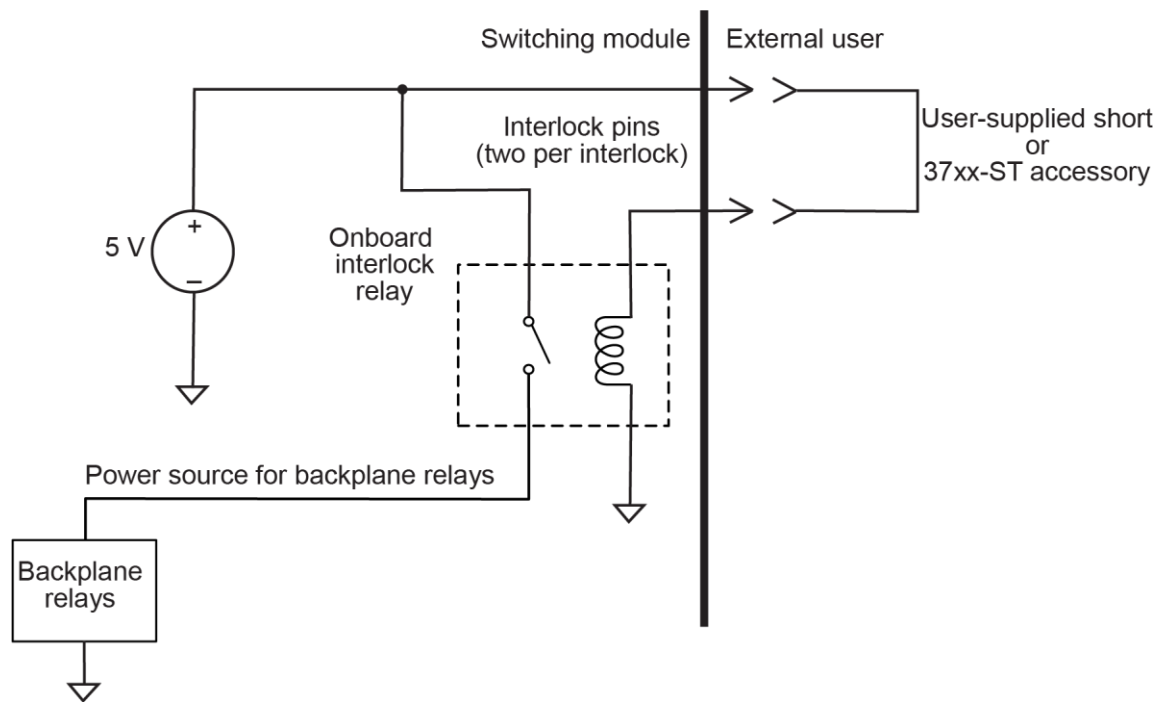 Switching module
External user
Interlock pins
(two per interlock)
User-supplied short
or
37xx-ST accessory
+
5 V
–
Onboard
interlock
relay
Power source for backplane relays
Backplane
relays